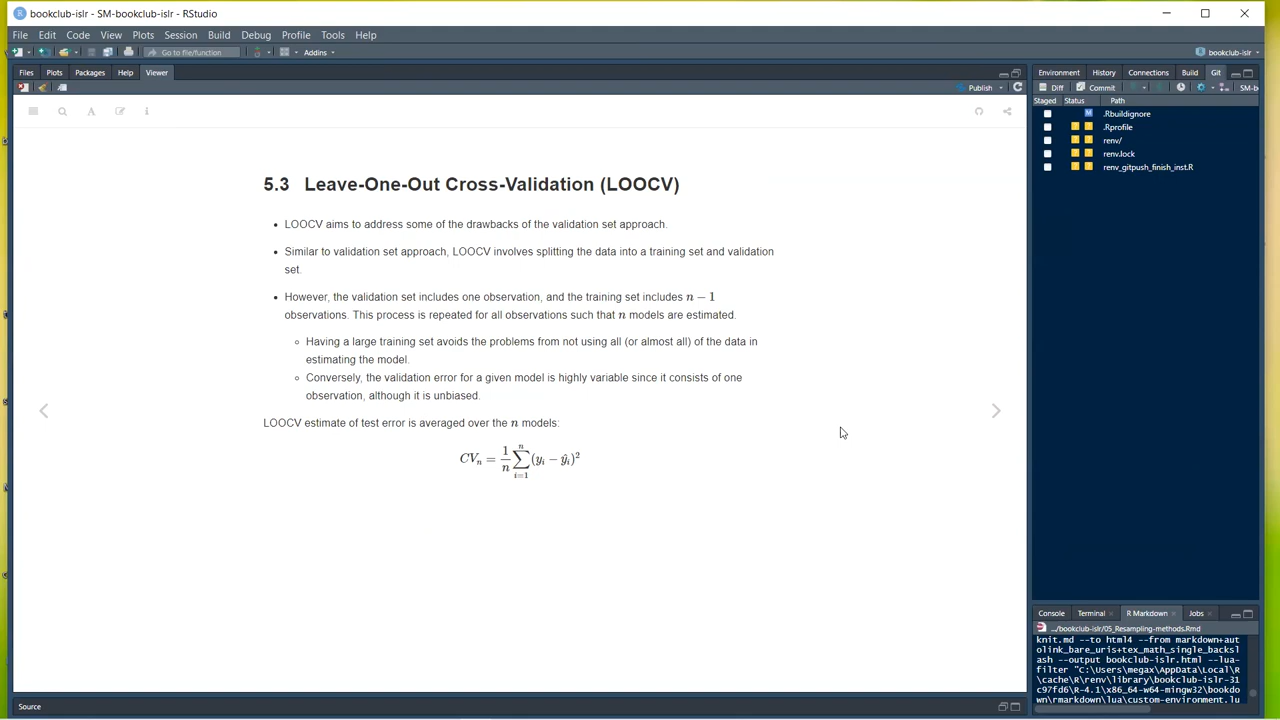 bookclub-islr - SM-bookclub-islr - RStudio
File Edit Code View Plots Session Build Debug Profile Tools Help
Go to file/function Addins bookclub-islr
Files Plots Packages Help Viewer
Publish
5.3 Leave-One-Out Cross-Validation (LOOCV)
• LOOCV aims to address some of the drawbacks of the validation set approach.
• Similar to validation set approach, LOOCV involves splitting the data into a training set and validation
set.
• However, the validation set includes one observation, and the training set includes n − 1
observations. This process is repeated for all observations such that n models are estimated.
◦ Having a large training set avoids the problems from not using all (or almost all) of the data in
estimating the model.
◦ Conversely, the validation error for a given model is highly variable since it consists of one
observation, although it is unbiased.
LOOCV estimate of test error is averaged over the n models:
CV_n = \frac{1}{n} \sum_{i=1}^{n} (y_i − ŷ_i)^2
Source
Environment History Connections Build Git
Diff Commit SM-b
Staged Status Path
.Rbuildignore
.Rprofile
renv/
renv.lock
renv_gitpush_finish_inst.R
Console Terminal R Markdown Jobs
.../bookclub-islr/05_Resampling-methods.Rmd
knit.md --to html4 --from markdown+aut
olink_bare_uris+tex_math_single_backsl
ash --output bookclub-islr.html --lua-
filter "C:\Users\megax\AppData\Local\R
\cache\R\renv\library\bookclub-islr-31
c97fd6\R-4.1\x86_64-w64-mingw32\bookdo
wn\rmarkdown\lua\custom-environment.lu